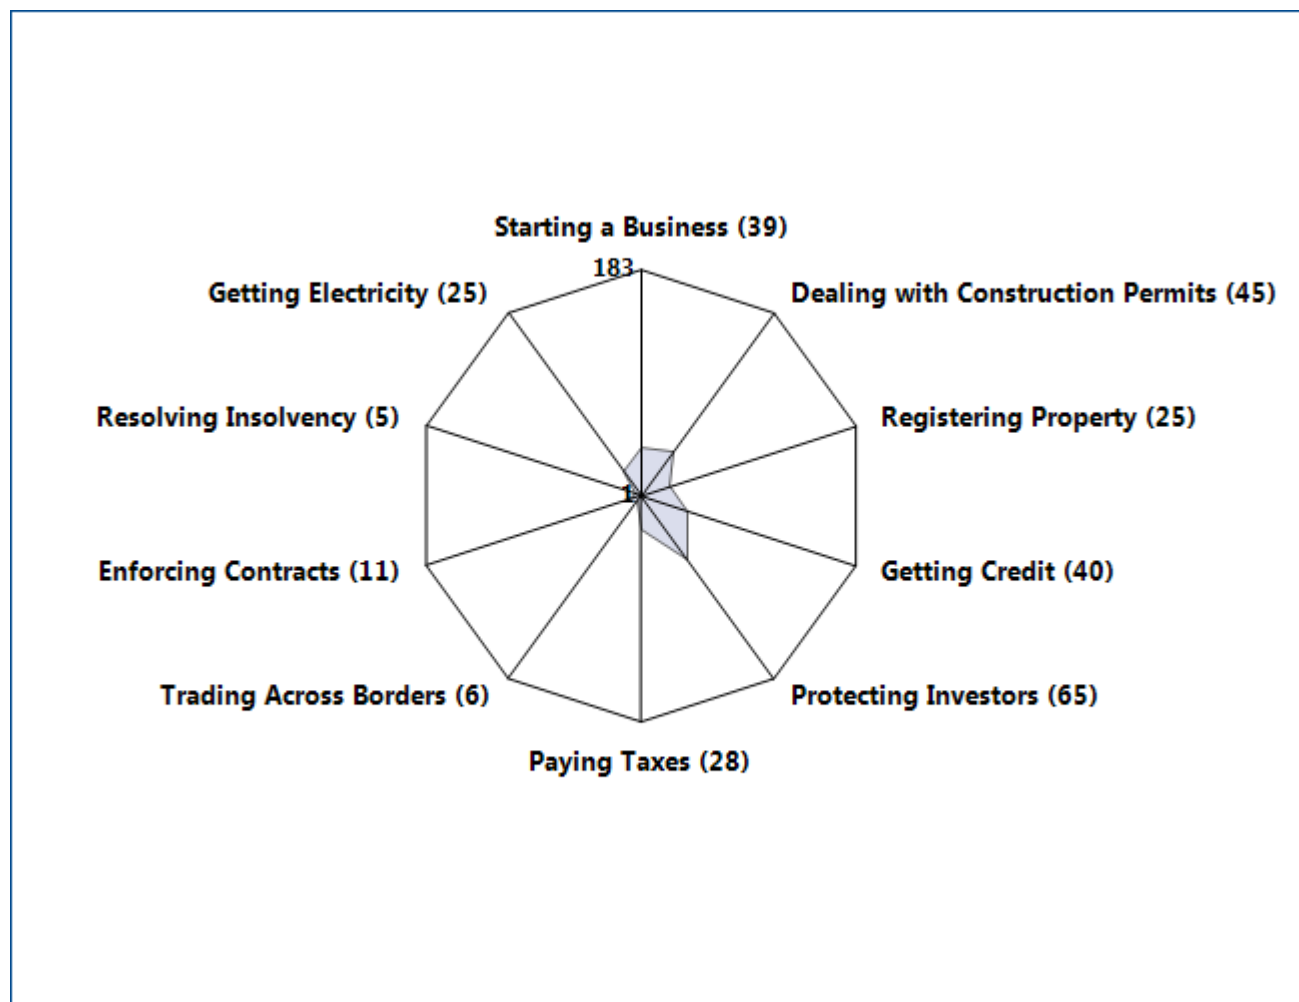 Starting a Business (39)
183
Getting Electricity (25)
Dealing with Construction Permits (45)
Resolving Insolvency (5)
Registering Property (25)
1
Enforcing Contracts (11)
Getting Credit (40)
Trading Across Borders (6)
Protecting Investors (65)
Paying Taxes (28)